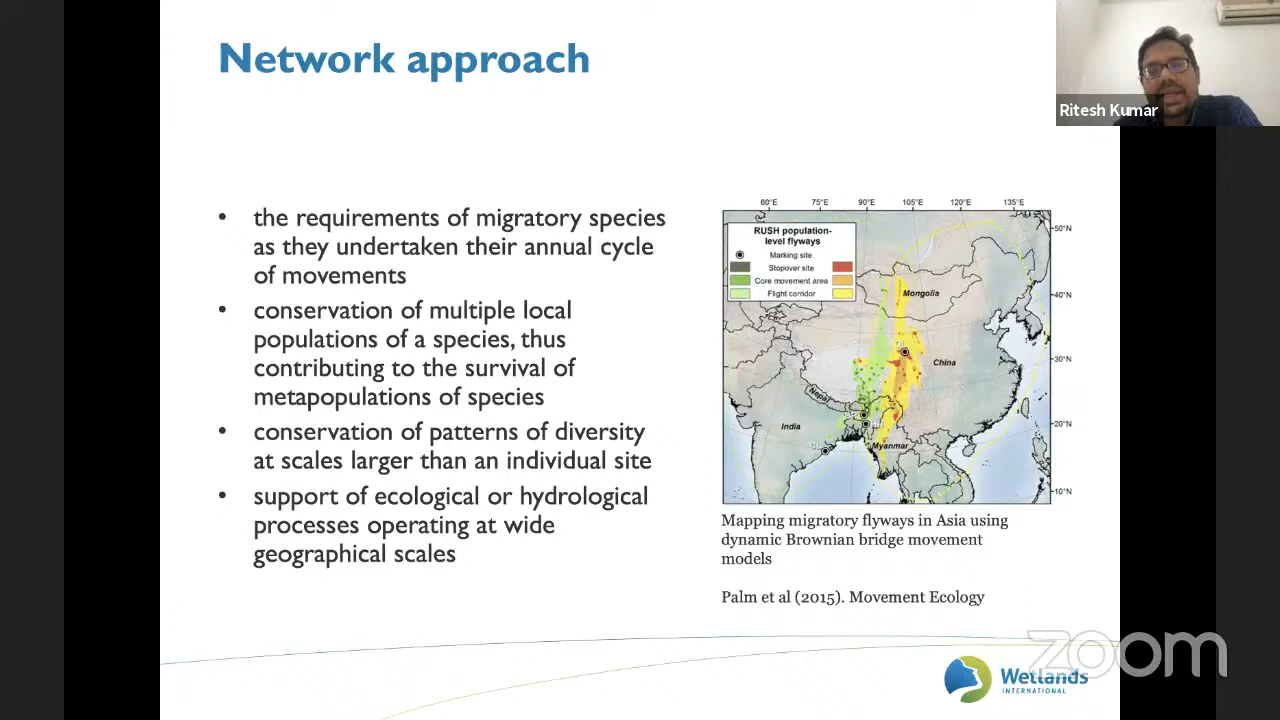 Network approach
Ritesh Kumar
• the requirements of migratory species
as they undertaken their annual cycle
of movements
• conservation of multiple local
populations of a species, thus
contributing to the survival of
metapopulations of species
• conservation of patterns of diversity
at scales larger than an individual site
• support of ecological or hydrological
processes operating at wide
geographical scales
60°E 75°E 90°E 105°E 120°E 135°E
RUSH population-
level flyways
Marking site
Stopover site
Core movement area
Flight corridor
50°N
40°N
30°N
20°N
10°N
Mongolia
China
Nepal
India
Myanmar
Mapping migratory flyways in Asia using
dynamic Brownian bridge movement
models
Palm et al (2015). Movement Ecology
zoom
Wetlands
INTERNATIONAL